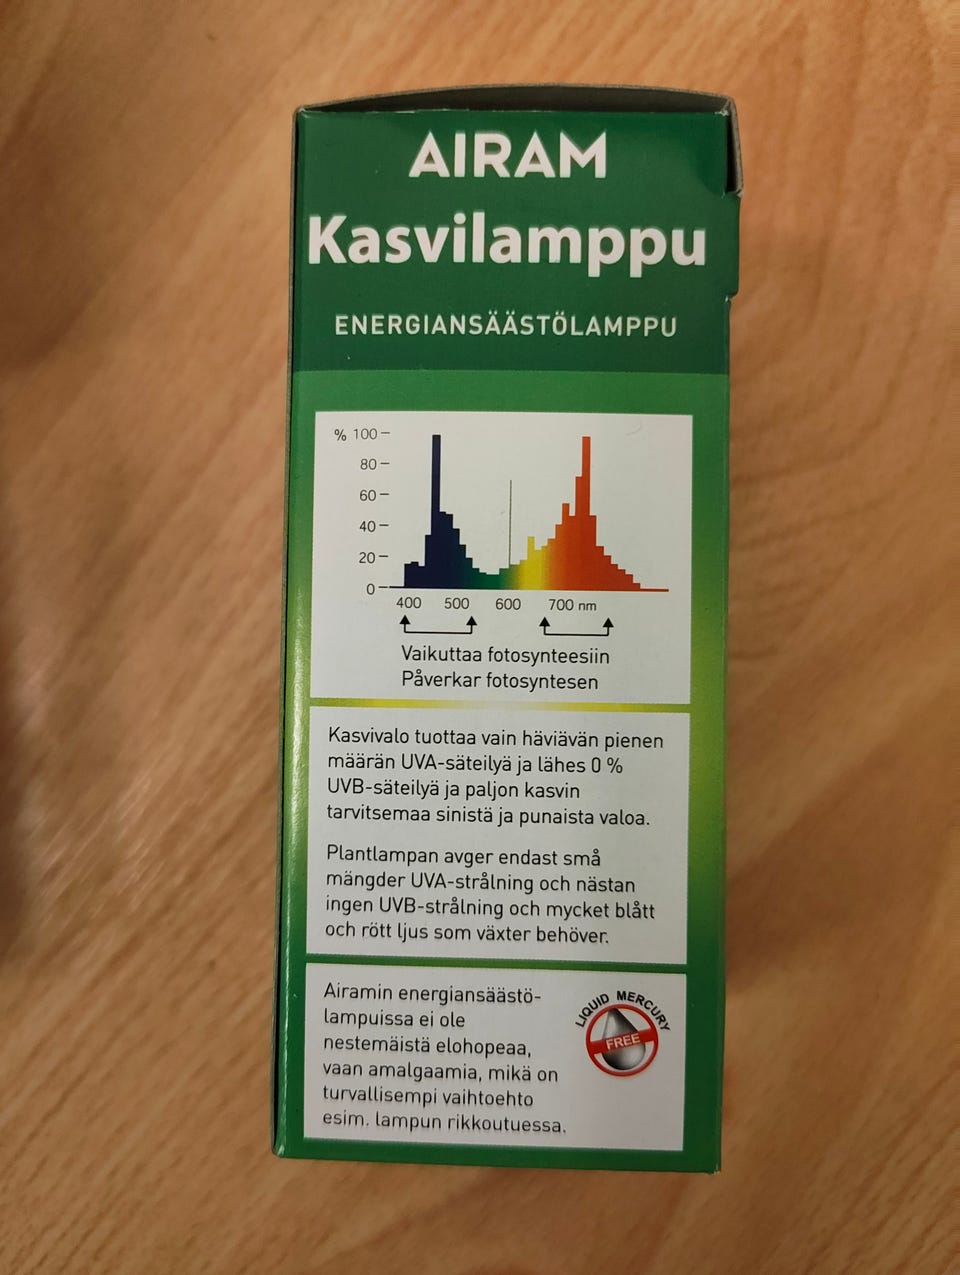 AIRAM
Kasvilamppu
ENERGIANSÄÄSTÖLAMPPU
% 100
80
60
40
20
0
400 500 600 700 nm
Vaikuttaa fotosynteesiin
Påverkar fotosyntesen
Kasvivalo tuottaa vain häviävän pienen
määrän UVA-säteilyä ja lähes 0 %
UVB-säteilyä ja paljon kasvin
tarvitsemaa sinistä ja punaista valoa.
Plantlampan avger endast små
mängder UVA-strålning och nästan
ingen UVB-strålning och mycket blått
och rött ljus som växter behöver.
Airamin energiansäästö-
lampuissa ei ole
nestemäistä elohopeaa,
vaan amalgaamia, mikä on
turvallisempi vaihtoehto
esim. lampun rikkoutuessa.
LIQUID MERCURY
FREE